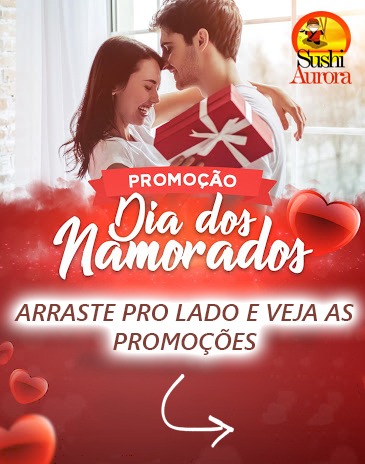 Sushi
Aurora
PROMOÇÃO
Dia dos
Namorados
ARRASTE PRO LADO E VEJA AS
PROMOÇÕES